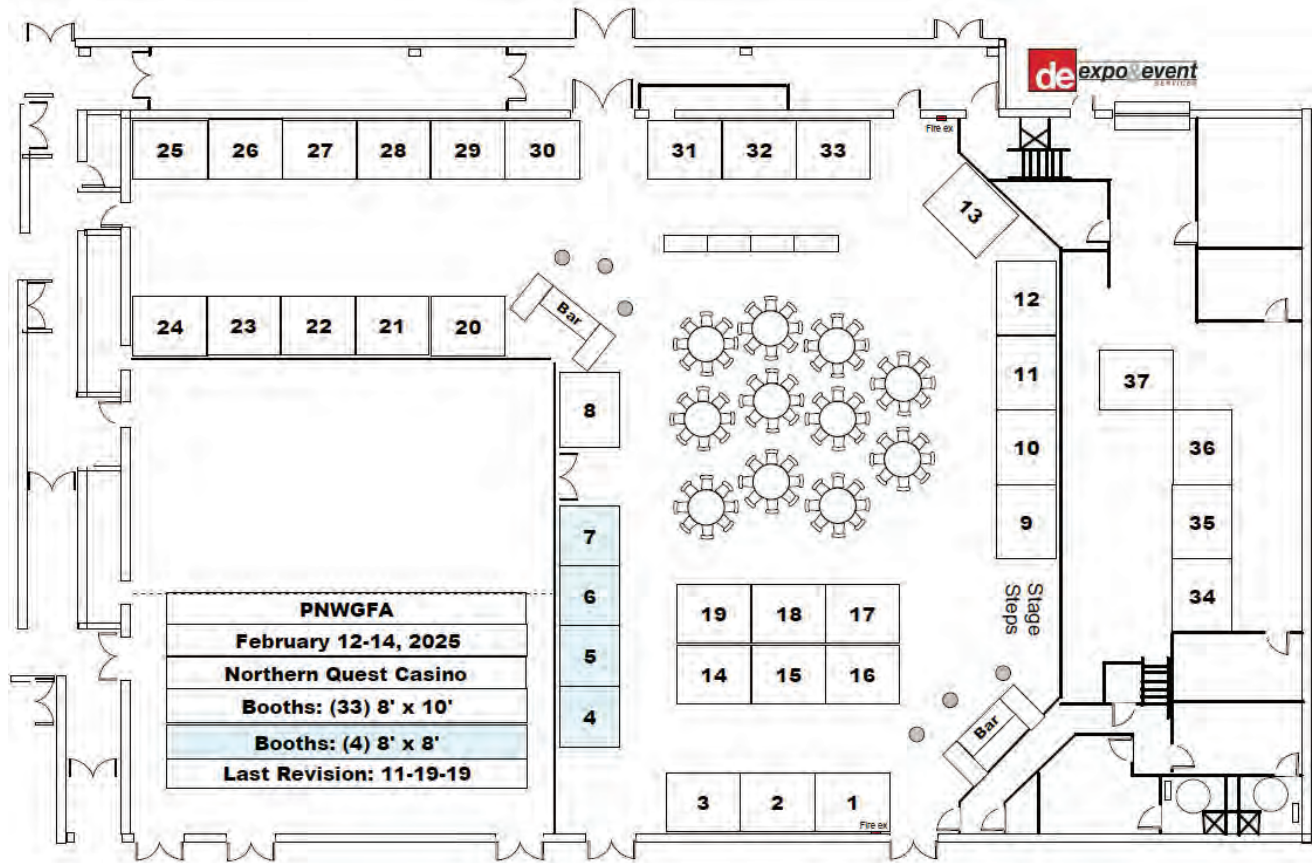 de expo&event
SERVICES
Fire ex
25 26 27 28 29 30 31 32 33
13
12
Bar
24 23 22 21 20
11
37
8
10
36
9
35
7
6
34
Stage
Steps
19 18 17
5
14 15 16
4
Bar
PNWGFA
February 12-14, 2025
Northern Quest Casino
Booths: (33) 8' x 10'
Booths: (4) 8' x 8'
Last Revision: 11-19-19
3 2 1
Fire ex